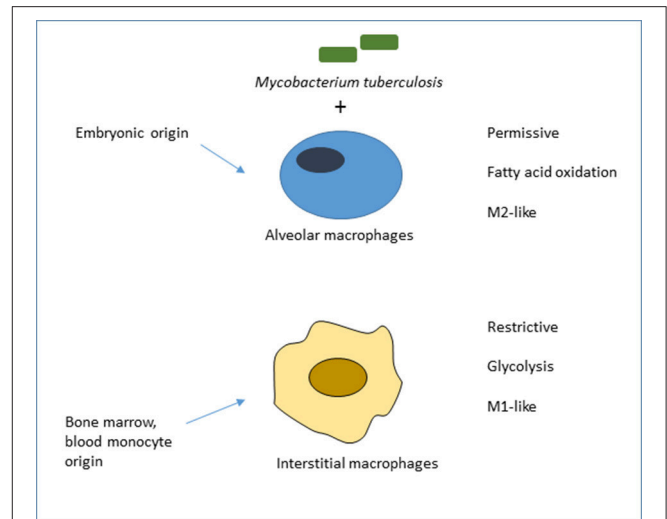 Mycobacterium tuberculosis
+
Embryonic origin
Permissive
Fatty acid oxidation
M2-like
Alveolar macrophages
Restrictive
Glycolysis
M1-like
Bone marrow,
blood monocyte
origin
Interstitial macrophages